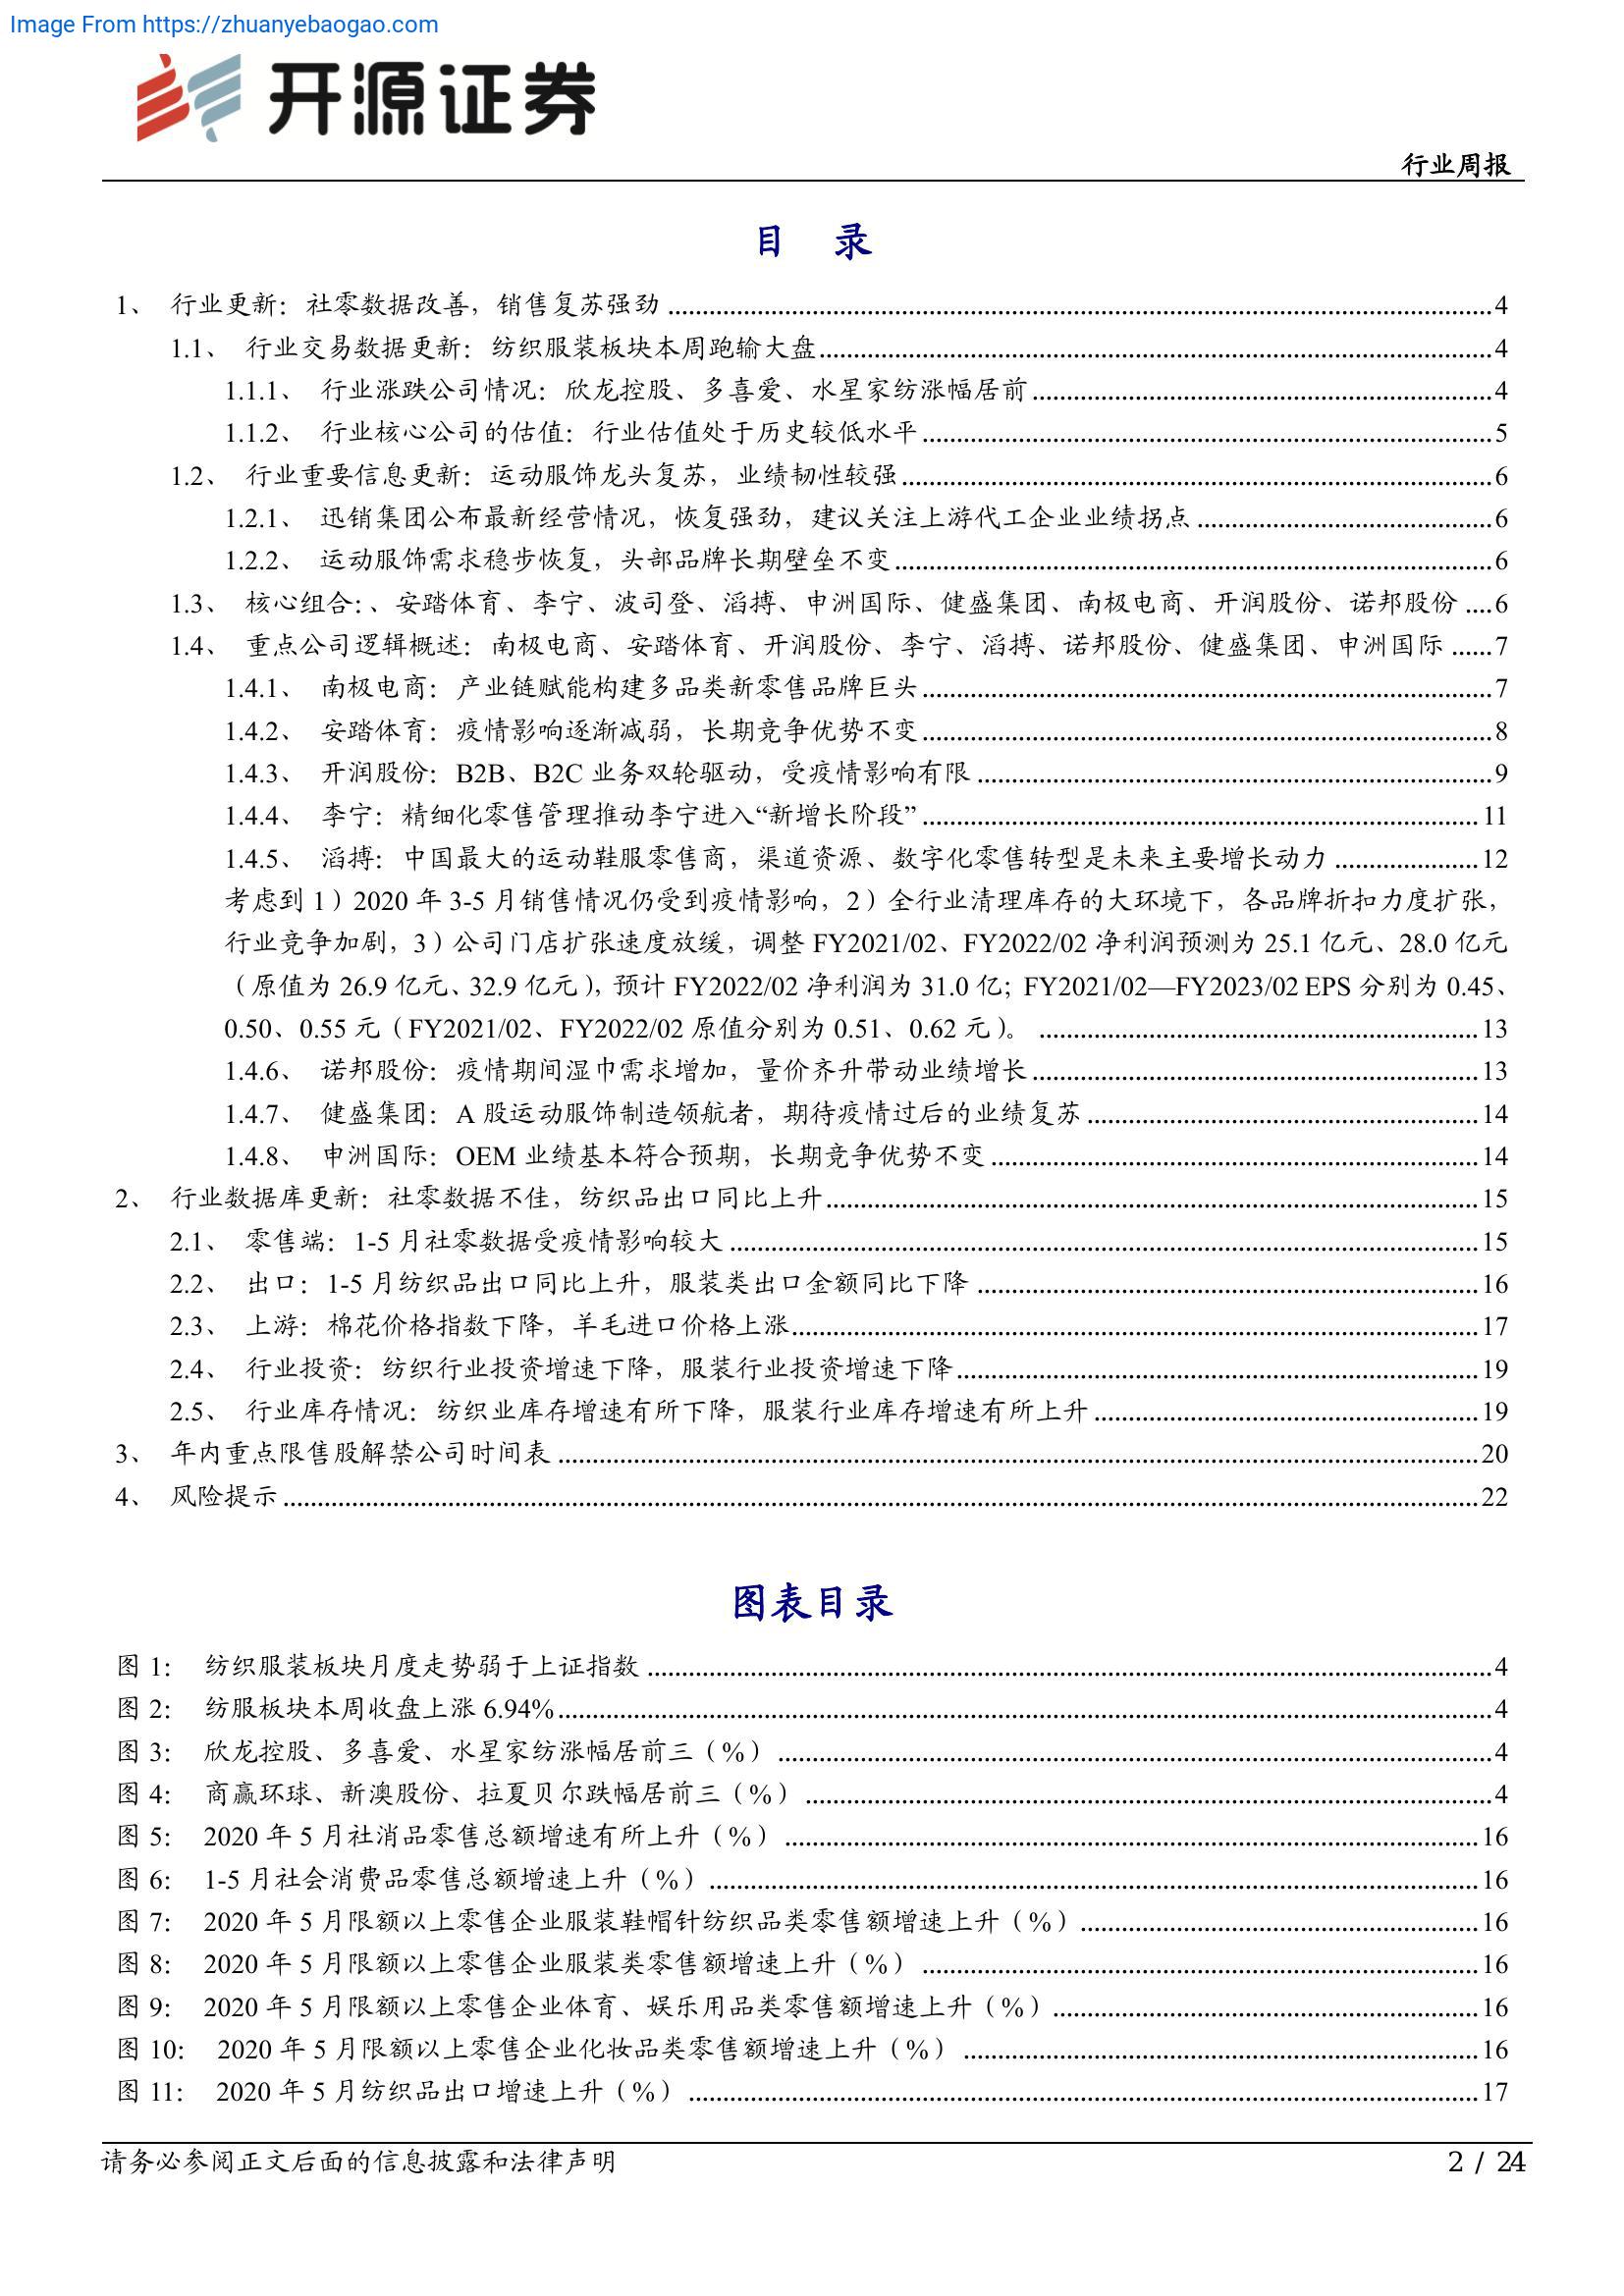 Image From https://zhuanyebaogao.com
开源证券
行业周报
目 录
1、 行业更新：社零数据改善，销售复苏强劲 ........ 4
1.1、 行业交易数据更新：纺织服装板块本周跑输大盘 ........ 4
1.1.1、 行业涨跌公司情况：欣龙控股、多喜爱、水星家纺涨幅居前 ........ 4
1.1.2、 行业核心公司的估值：行业估值处于历史较低水平 ........ 5
1.2、 行业重要信息更新：运动服饰龙头复苏，业绩韧性较强 ........ 6
1.2.1、 迅销集团公布最新经营情况，恢复强劲，建议关注上游代工企业业绩拐点 ........ 6
1.2.2、 运动服饰需求稳步恢复，头部品牌长期壁垒不变 ........ 6
1.3、 核心组合：、安踏体育、李宁、波司登、滔搏、申洲国际、健盛集团、南极电商、开润股份、诺邦股份 .... 6
1.4、 重点公司逻辑概述：南极电商、安踏体育、开润股份、李宁、滔搏、诺邦股份、健盛集团、申洲国际 ...... 7
1.4.1、 南极电商：产业链赋能构建多品类新零售品牌巨头 ........ 7
1.4.2、 安踏体育：疫情影响逐渐减弱，长期竞争优势不变 ........ 8
1.4.3、 开润股份：B2B、B2C 业务双轮驱动，受疫情影响有限 ........ 9
1.4.4、 李宁：精细化零售管理推动李宁进入“新增长阶段” ........ 11
1.4.5、 滔搏：中国最大的运动鞋服零售商，渠道资源、数字化零售转型是未来主要增长动力 ........ 12
考虑到 1）2020 年 3-5 月销售情况仍受到疫情影响，2）全行业清理库存的大环境下，各品牌折扣力度扩张，
行业竞争加剧，3）公司门店扩张速度放缓，调整 FY2021/02、FY2022/02 净利润预测为 25.1 亿元、28.0 亿元
（原值为 26.9 亿元、32.9 亿元），预计 FY2022/02 净利润为 31.0 亿；FY2021/02—FY2023/02 EPS 分别为 0.45、
0.50、0.55 元（FY2021/02、FY2022/02 原值分别为 0.51、0.62 元）。 ........ 13
1.4.6、 诺邦股份：疫情期间湿巾需求增加，量价齐升带动业绩增长 ........ 13
1.4.7、 健盛集团：A 股运动服饰制造领航者，期待疫情过后的业绩复苏 ........ 14
1.4.8、 申洲国际：OEM 业绩基本符合预期，长期竞争优势不变 ........ 14
2、 行业数据库更新：社零数据不佳，纺织品出口同比上升 ........ 15
2.1、 零售端：1-5 月社零数据受疫情影响较大 ........ 15
2.2、 出口：1-5 月纺织品出口同比上升，服装类出口金额同比下降 ........ 16
2.3、 上游：棉花价格指数下降，羊毛进口价格上涨 ........ 17
2.4、 行业投资：纺织行业投资增速下降，服装行业投资增速下降 ........ 19
2.5、 行业库存情况：纺织业库存增速有所下降，服装行业库存增速有所上升 ........ 19
3、 年内重点限售股解禁公司时间表 ........ 20
4、 风险提示 ........ 22
图表目录
图 1： 纺织服装板块月度走势弱于上证指数 ........ 4
图 2： 纺服板块本周收盘上涨 6.94% ........ 4
图 3： 欣龙控股、多喜爱、水星家纺涨幅居前三（%） ........ 4
图 4： 商赢环球、新澳股份、拉夏贝尔跌幅居前三（%） ........ 4
图 5： 2020 年 5 月社消品零售总额增速有所上升（%） ........ 16
图 6： 1-5 月社会消费品零售总额增速上升（%） ........ 16
图 7： 2020 年 5 月限额以上零售企业服装鞋帽针纺织品类零售额增速上升（%） ........ 16
图 8： 2020 年 5 月限额以上零售企业服装类零售额增速上升（%） ........ 16
图 9： 2020 年 5 月限额以上零售企业体育、娱乐用品类零售额增速上升（%） ........ 16
图 10： 2020 年 5 月限额以上零售企业化妆品类零售额增速上升（%） ........ 16
图 11： 2020 年 5 月纺织品出口增速上升（%） ........ 17
请务必参阅正文后面的信息披露和法律声明
2 / 24